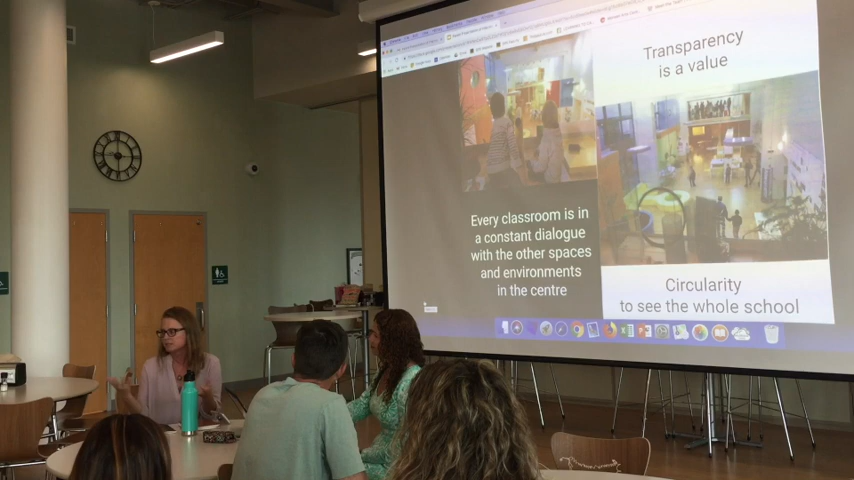 Transparency
is a value
Every classroom is in
a constant dialogue
with the other spaces
and environments
in the centre
Circularity
to see the whole school